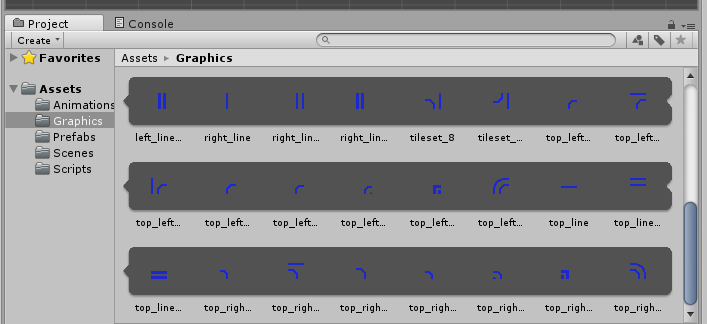 Project Console
Create
Favorites Assets Graphics
Assets
Animations
Graphics
Prefabs
Scenes
Scripts
left_line... right_line right_lin... right_lin... tileset_8 tileset_... top_left... top_left...
top_left... top_left... top_left... top_left... top_left... top_left... top_line top_line...
top_line... top_righ... top_righ... top_righ... top_righ... top_righ... top_righ... top_righ...